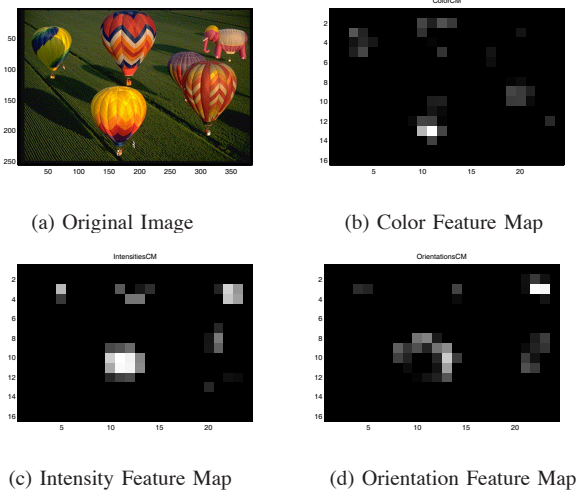 ColorCM
50
100
150
200
250
50 100 150 200 250 300 350
2
4
6
8
10
12
14
16
5 10 15 20
(a) Original Image
(b) Color Feature Map
IntensitiesCM
2
4
6
8
10
12
14
16
5 10 15 20
OrientationsCM
2
4
6
8
10
12
14
16
5 10 15 20
(c) Intensity Feature Map
(d) Orientation Feature Map